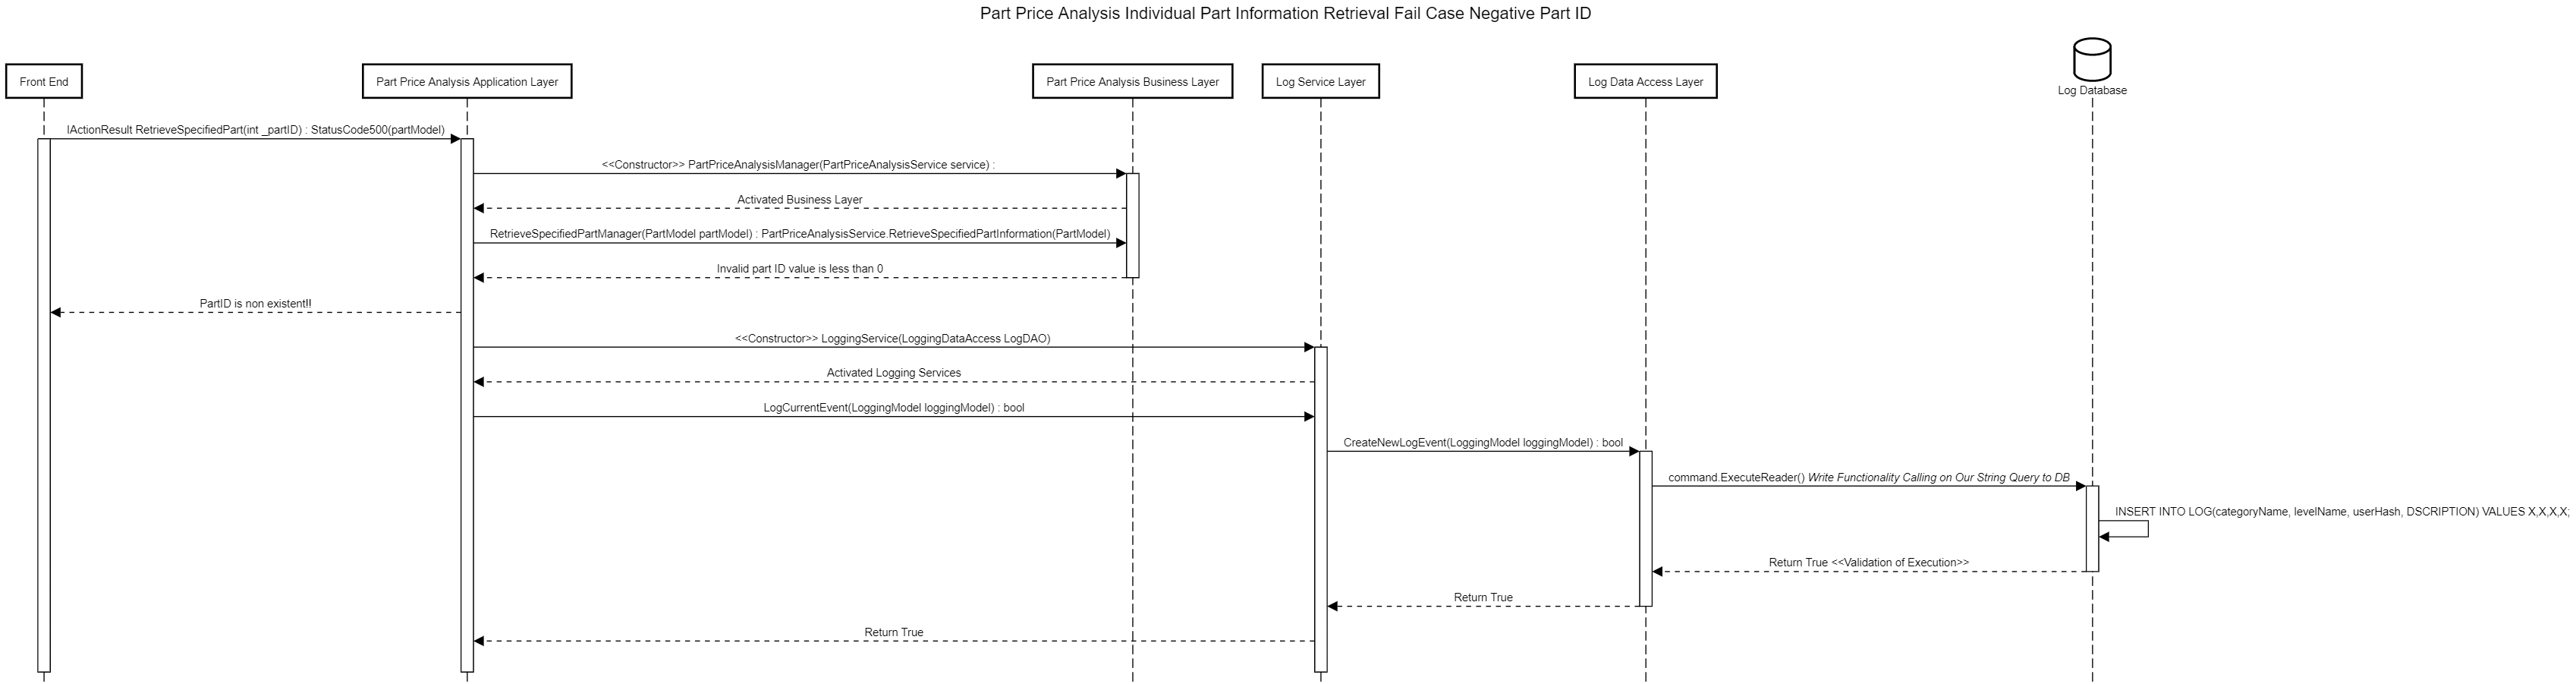 Part Price Analysis Individual Part Information Retrieval Fail Case Negative Part ID
Front End
Part Price Analysis Application Layer
Part Price Analysis Business Layer
Log Service Layer
Log Data Access Layer
Log Database
IActionResult RetrieveSpecifiedPart(int _partID) : StatusCode500(partModel)
<<Constructor>> PartPriceAnalysisManager(PartPriceAnalysisService service) :
Activated Business Layer
RetrieveSpecifiedPartManager(PartModel partModel) : PartPriceAnalysisService.RetrieveSpecifiedPartInformation(PartModel)
Invalid part ID value is less than 0
PartID is non existent!!
<<Constructor>> LoggingService(LoggingDataAccess LogDAO)
Activated Logging Services
LogCurrentEvent(LoggingModel loggingModel) : bool
CreateNewLogEvent(LoggingModel loggingModel) : bool
command.ExecuteReader() Write Functionality Calling on Our String Query to DB
INSERT INTO LOG(categoryName, levelName, userHash, DSCRIPTION) VALUES X,X,X,X;
Return True <<Validation of Execution>>
Return True
Return True